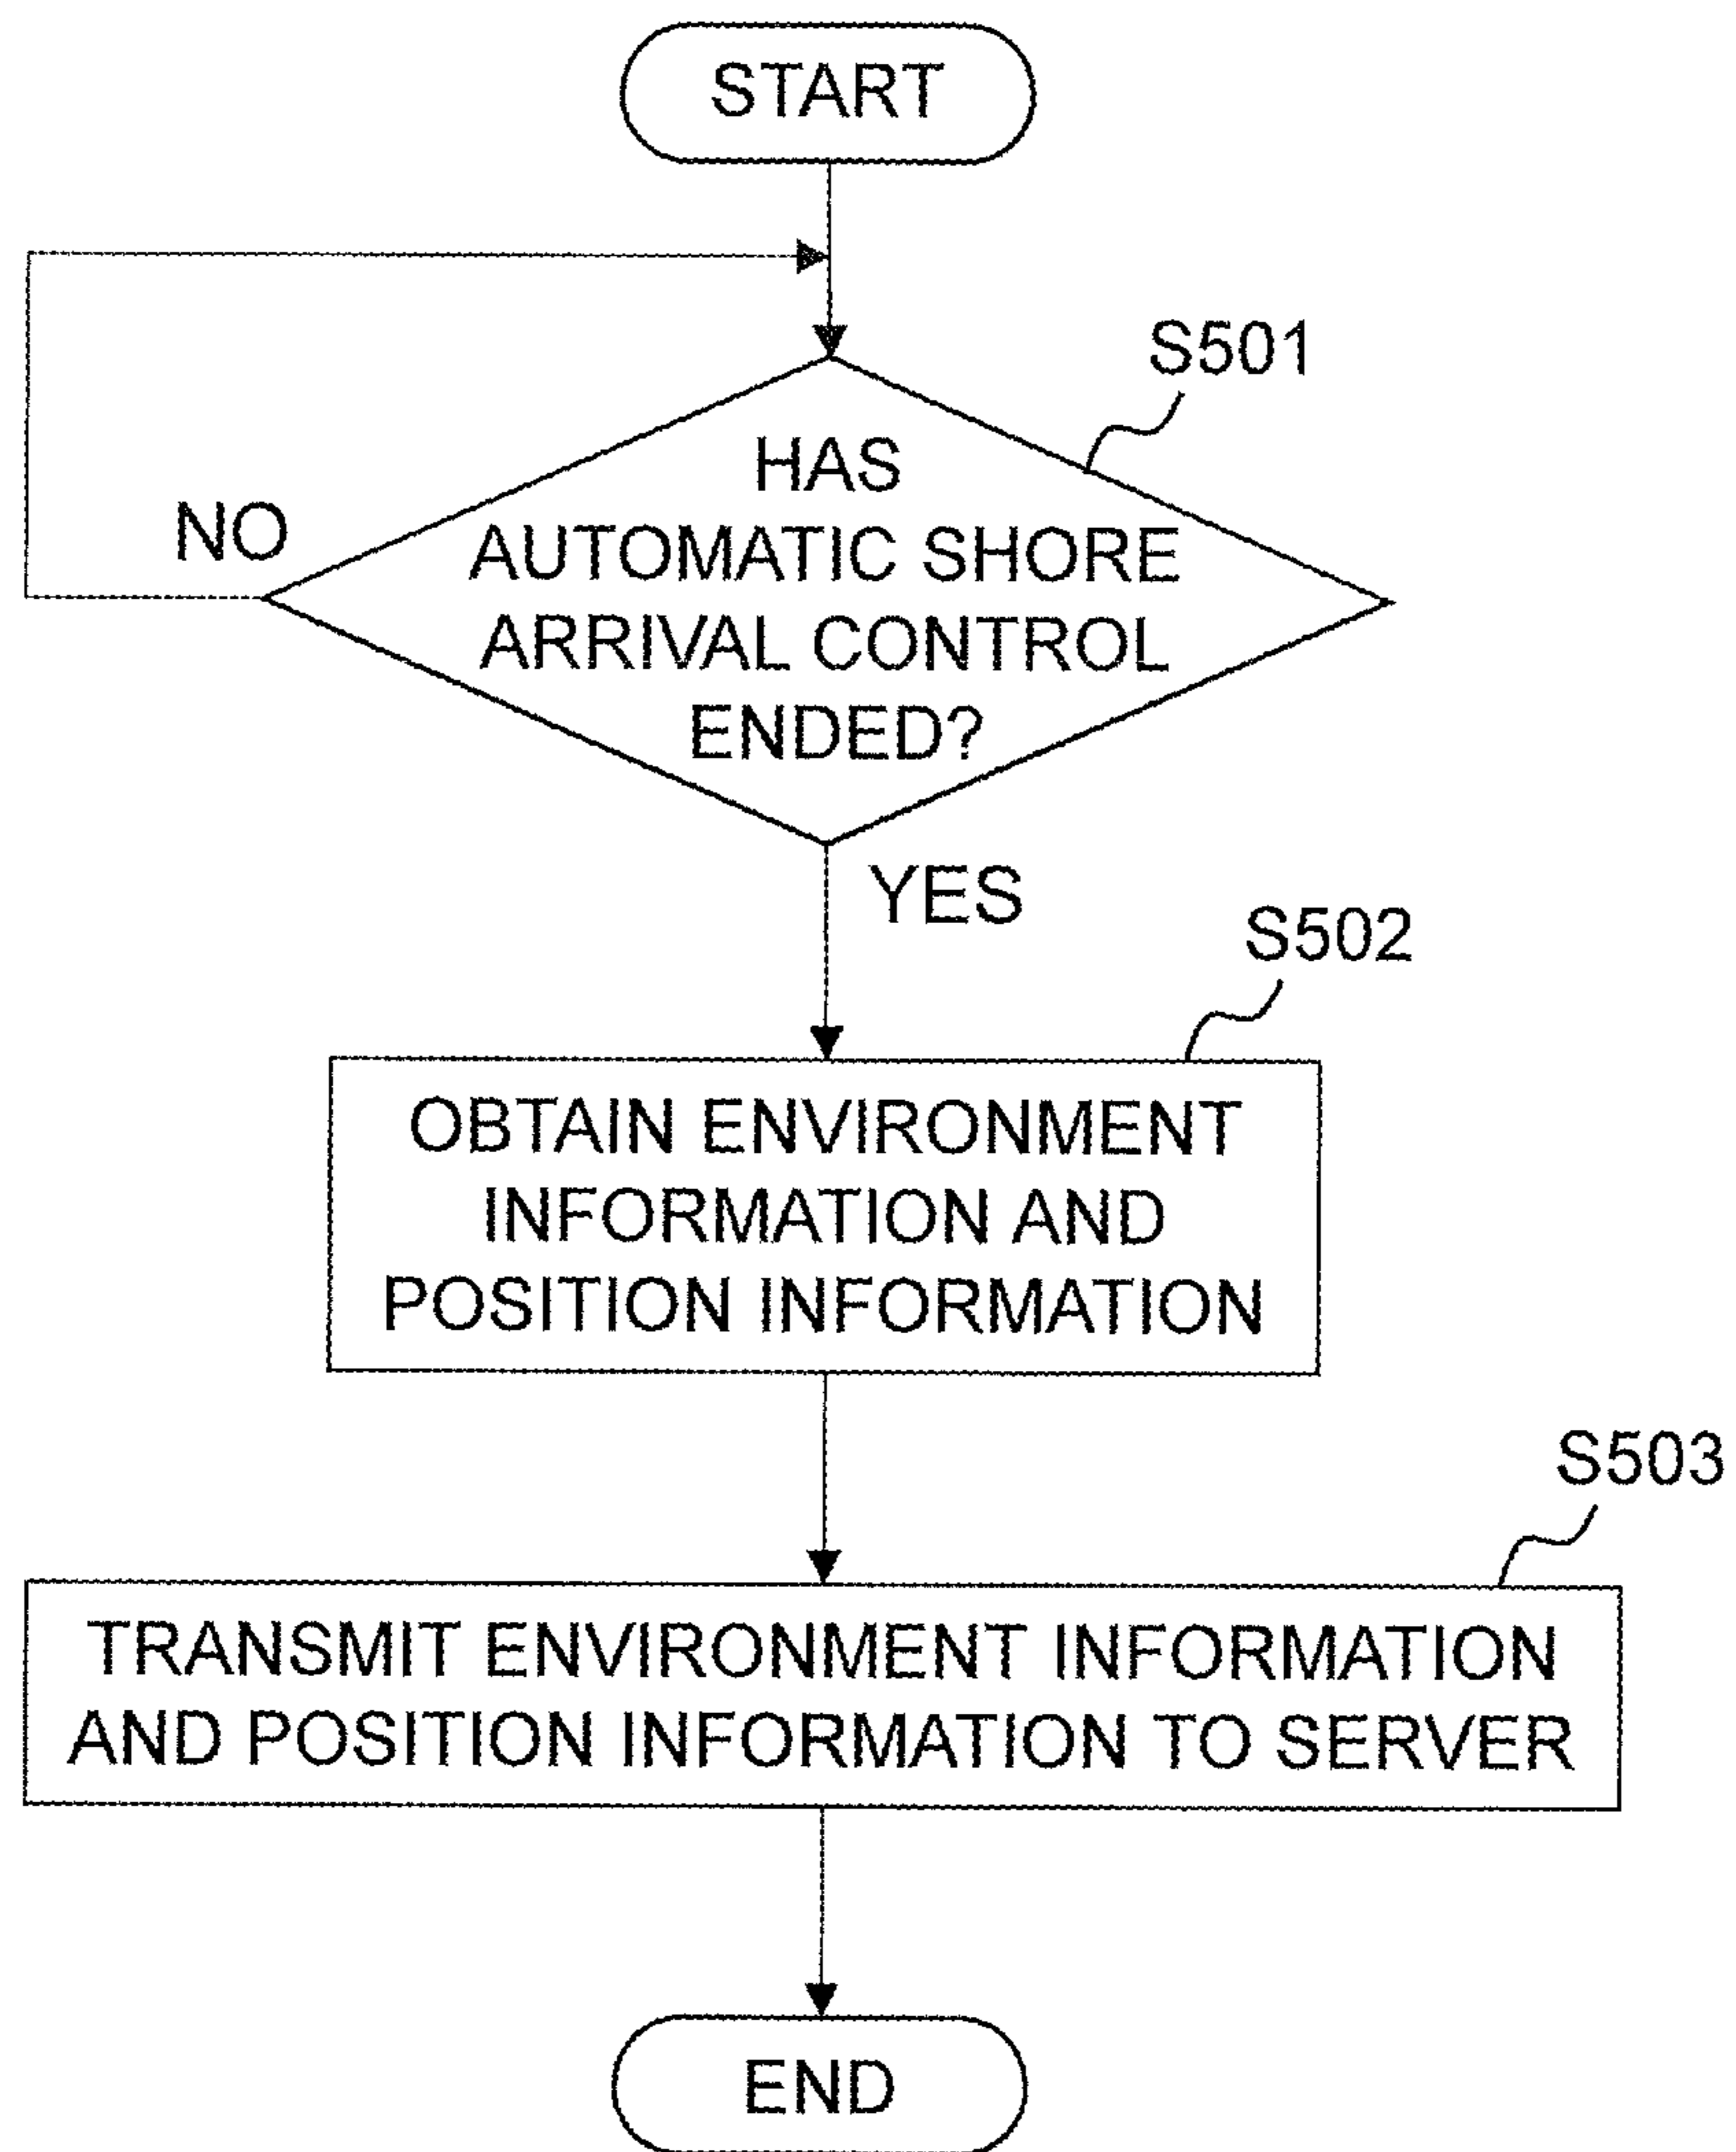 START
S501
HAS
AUTOMATIC SHORE
ARRIVAL CONTROL
ENDED?
NO
YES
S502
OBTAIN ENVIRONMENT
INFORMATION AND
POSITION INFORMATION
S503
TRANSMIT ENVIRONMENT INFORMATION
AND POSITION INFORMATION TO SERVER
END